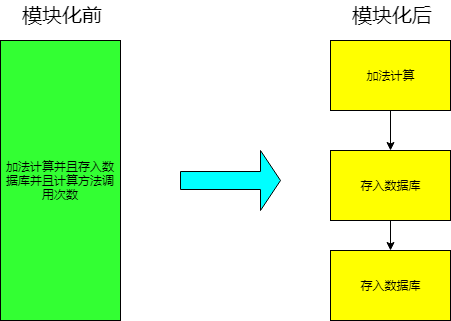 模块化前
模块化后
加法计算并且存入数
据库并且计算方法调
用次数
加法计算
存入数据库
存入数据库